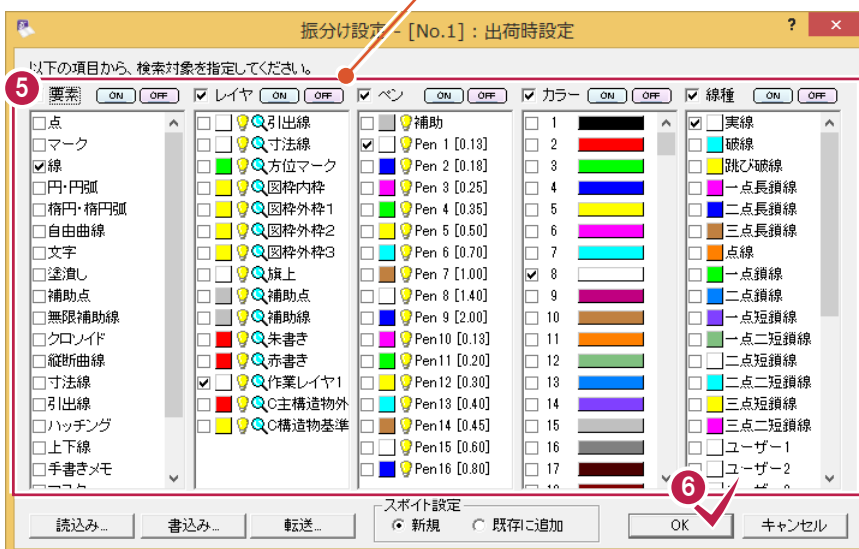 振分け設定 - [No.1]：出荷時設定
?
×
以下の項目から、検索対象を指定してください。
5
要素 ON OFF
レイヤ ON OFF
ペン ON OFF
カラー ON OFF
線種 ON OFF
点
マーク
線
円・円弧
楕円・楕円弧
自由曲線
文字
塗潰し
補助点
無限補助線
クロソイド
縦断曲線
寸法線
引出線
ハッチング
上下線
手書きメモ
引出線
寸法線
方位マーク
図枠内枠
図枠外枠1
図枠外枠2
図枠外枠3
旗上
補助点
補助線
朱書き
赤書き
作業レイヤ1
C主構造物外
C構造物基準
補助
Pen 1 [0.13]
Pen 2 [0.18]
Pen 3 [0.25]
Pen 4 [0.35]
Pen 5 [0.50]
Pen 6 [0.70]
Pen 7 [1.00]
Pen 8 [1.40]
Pen 9 [2.00]
Pen10 [0.13]
Pen11 [0.20]
Pen12 [0.30]
Pen13 [0.40]
Pen14 [0.45]
Pen15 [0.60]
Pen16 [0.80]
1
2
3
4
5
6
7
8
9
10
11
12
13
14
15
16
17
18
実線
破線
跳び破線
一点長鎖線
二点長鎖線
三点長鎖線
点線
一点鎖線
二点鎖線
一点短鎖線
一点二短鎖線
二点短鎖線
二点二短鎖線
三点短鎖線
三点二短鎖線
ユーザー1
ユーザー2
6
読込み...
書込み...
転送...
スポイト設定
新規
既存に追加
OK
キャンセル